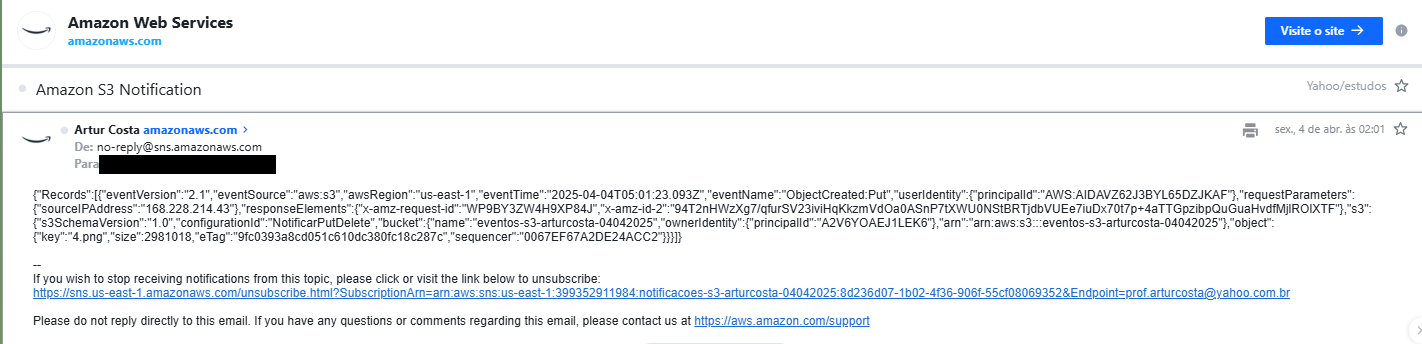 Amazon Web Services
amazonaws.com
Visite o site →
Amazon S3 Notification
Yahoo/estudos
Artur Costa amazonaws.com >
sex., 4 de abr. às 02:01
De: no-reply@sns.amazonaws.com
Para
{"Records":[{"eventVersion":"2.1","eventSource":"aws:s3","awsRegion":"us-east-1","eventTime":"2025-04-04T05:01:23.093Z","eventName":"ObjectCreated:Put","userIdentity":{"principalId":"AWS:AIDAVZ62J3BYL65DZJKAF"},"requestParameters":
{"sourceIPAddress":"168.228.214.43"},"responseElements":{"x-amz-request-id":"WP9BY3ZW4H9XP84J","x-amz-id-2":"94T2nHWzXg7/qfurSV23iviHqKkzmVdOa0ASnP7tXWU0NStBRTjdbVUEe7iuDx70t7p+4aTTGpzibpQuGuaHvdfMjIROIXTF"},"s3":
{"s3SchemaVersion":"1.0","configurationId":"NotificarPutDelete","bucket":{"name":"eventos-s3-arturcosta-04042025","ownerIdentity":{"principalId":"A2V6YOAEJ1LEK6"},"arn":"arn:aws:s3:::eventos-s3-arturcosta-04042025"},"object":
{"key":"4.png","size":2981018,"eTag":"9fc0393a8cd051c610dc380fc18c287c","sequencer":"0067EF67A2DE24ACC2"}}}]}
--
If you wish to stop receiving notifications from this topic, please click or visit the link below to unsubscribe:
https://sns.us-east-1.amazonaws.com/unsubscribe.html?SubscriptionArn=arn:aws:sns:us-east-1:399352911984:notificacoes-s3-arturcosta-04042025:8d236d07-1b02-4f36-906f-55cf08069352&Endpoint=prof.arturcosta@yahoo.com.br
Please do not reply directly to this email. If you have any questions or comments regarding this email, please contact us at https://aws.amazon.com/support